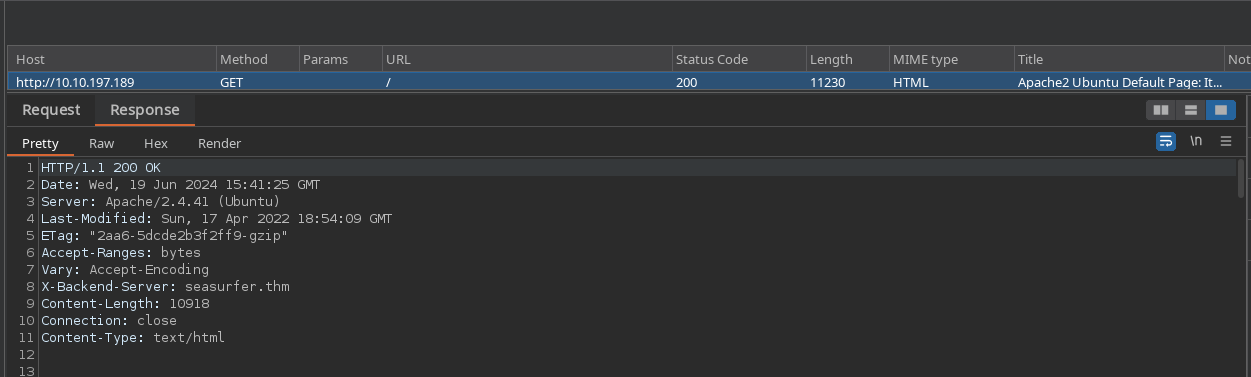 Host Method Params URL Status Code Length MIME type Title Not
http://10.10.197.189 GET / 200 11230 HTML Apache2 Ubuntu Default Page: It...
Request Response
Pretty Raw Hex Render \n
1 HTTP/1.1 200 OK
2 Date: Wed, 19 Jun 2024 15:41:25 GMT
3 Server: Apache/2.4.41 (Ubuntu)
4 Last-Modified: Sun, 17 Apr 2022 18:54:09 GMT
5 ETag: "2aa6-5dcde2b3f2ff9-gzip"
6 Accept-Ranges: bytes
7 Vary: Accept-Encoding
8 X-Backend-Server: seasurfer.thm
9 Content-Length: 10918
10 Connection: close
11 Content-Type: text/html
12
13